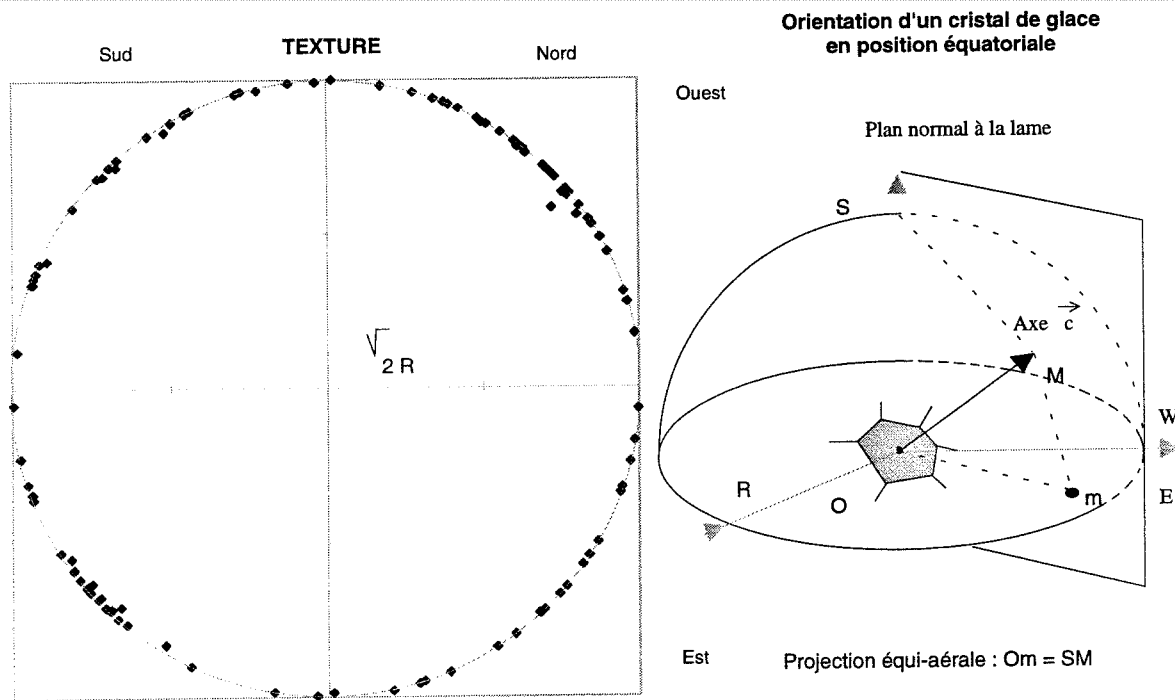 Sud
TEXTURE
Nord
√2 R
Orientation d'un cristal de glace
en position équatoriale
Ouest
Plan normal à la lame
S
Axe c
M
W
R
O
m
E
Est
Projection équi-aérale : Om = SM